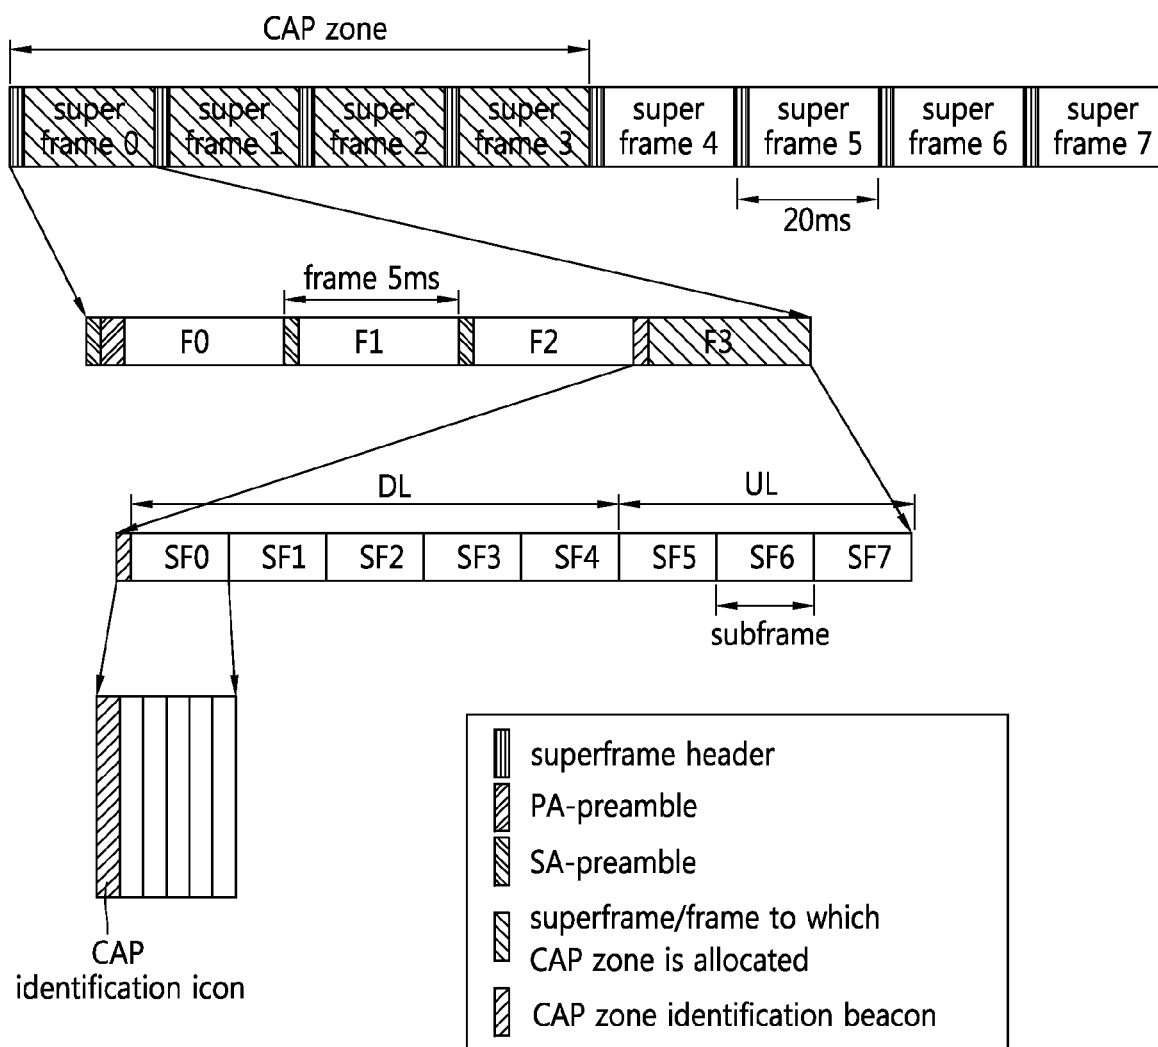 CAP zone
super frame 0
super frame 1
super frame 2
super frame 3
super frame 4
super frame 5
super frame 6
super frame 7
20ms
frame 5ms
F0
F1
F2
F3
DL
UL
SF0
SF1
SF2
SF3
SF4
SF5
SF6
SF7
subframe
CAP
identification icon
superframe header
PA-preamble
SA-preamble
superframe/frame to which
CAP zone is allocated
CAP zone identification beacon